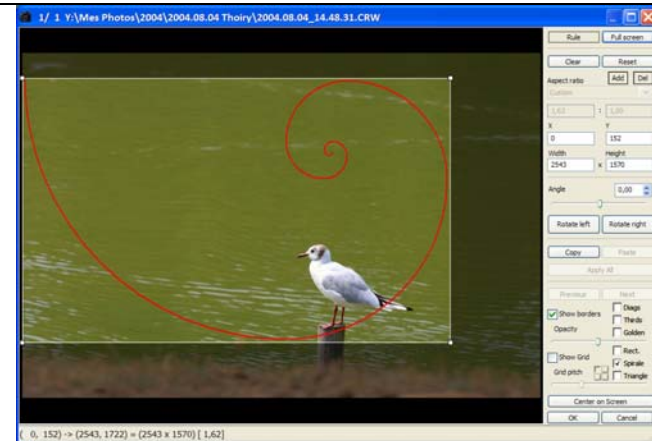 1/ 1 Y:\Mes Photos\2004\2004.08.04 Thoiry\2004.08.04_14.48.31.CRW
Rule Full screen
Clear Reset
Aspect ratio Add Del
Custom
1,62 : 1,00
X Y
0 152
Width Height
2543 x 1570
Angle 0,00
Rotate left Rotate right
Copy Paste
Apply All
Previous Next
Show borders Diags
Thirds
Opacity Golden
Show Grid Rect.
Spirale
Grid pitch Triangle
Center on Screen
OK Cancel
( 0, 152) -> (2543, 1722) = (2543 x 1570) [ 1,62]